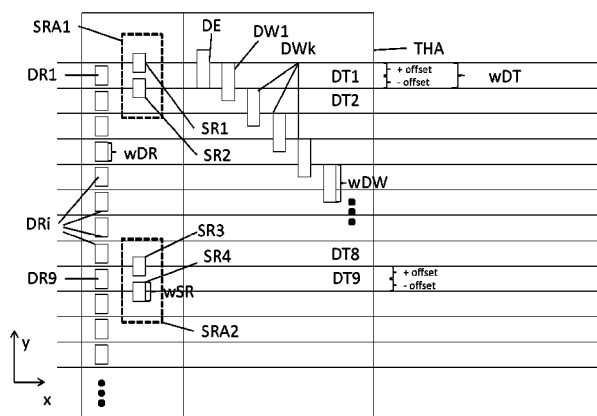 SRA1
DE
DW1
DWk
THA
DR1
DT1
+ offset
- offset
wDT
DT2
SR1
SR2
wDR
wDW
DRi
SR3
SR4
DT8
DR9
wSR
DT9
+ offset
- offset
SRA2
y
x